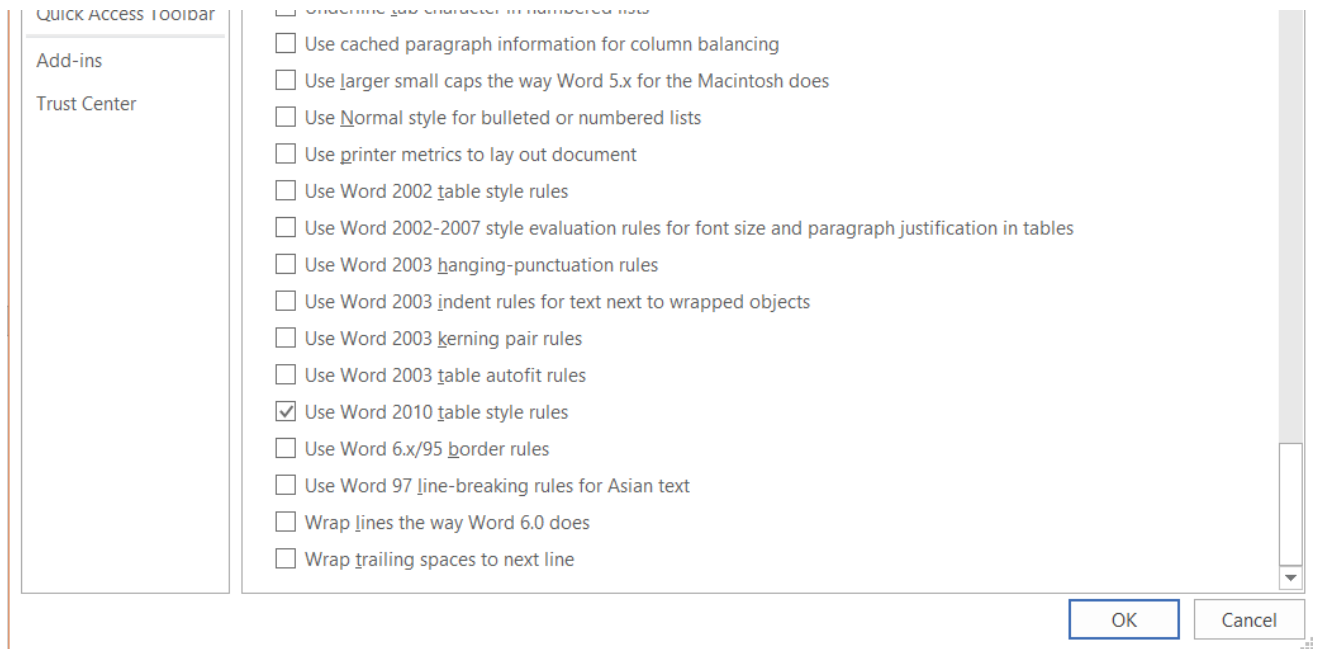 Quick Access Toolbar
Add-ins
Trust Center
Underline tab character in numbered lists
Use cached paragraph information for column balancing
Use larger small caps the way Word 5.x for the Macintosh does
Use Normal style for bulleted or numbered lists
Use printer metrics to lay out document
Use Word 2002 table style rules
Use Word 2002-2007 style evaluation rules for font size and paragraph justification in tables
Use Word 2003 hanging-punctuation rules
Use Word 2003 indent rules for text next to wrapped objects
Use Word 2003 kerning pair rules
Use Word 2003 table autofit rules
Use Word 2010 table style rules
Use Word 6.x/95 border rules
Use Word 97 line-breaking rules for Asian text
Wrap lines the way Word 6.0 does
Wrap trailing spaces to next line
OK
Cancel